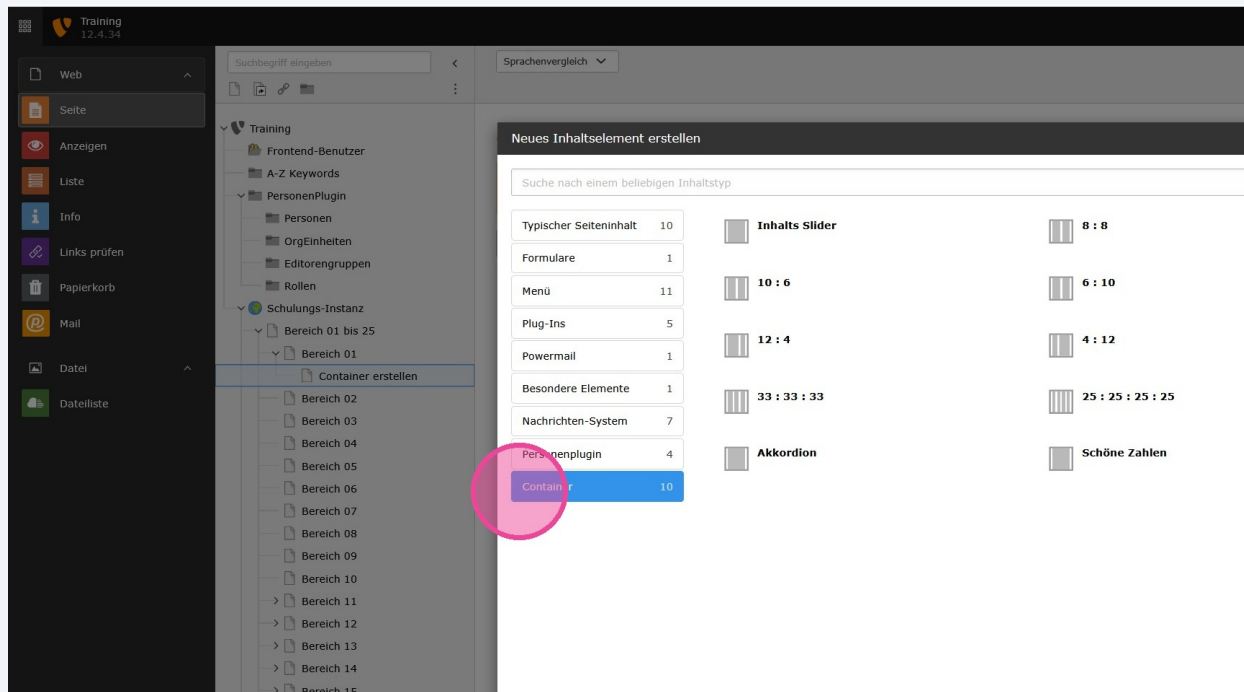 Training
12.4.34
Web
Seite
Anzeigen
Liste
Info
Links prüfen
Papierkorb
Mail
Datei
Dateiliste
Suchbegriff eingeben
Training
Frontend-Benutzer
A-Z Keywords
PersonenPlugin
Personen
OrgEinheiten
Editorengruppen
Rollen
Schulungs-Instanz
Bereich 01 bis 25
Bereich 01
Container erstellen
Bereich 02
Bereich 03
Bereich 04
Bereich 05
Bereich 06
Bereich 07
Bereich 08
Bereich 09
Bereich 10
Bereich 11
Bereich 12
Bereich 13
Bereich 14
Bereich 15
Sprachenvergleich
Neues Inhaltselement erstellen
Suche nach einem beliebigen Inhaltstyp
Typischer Seiteninhalt 10
Formulare 1
Menü 11
Plug-Ins 5
Powermail 1
Besondere Elemente 1
Nachrichten-System 7
Personenplugin 4
Container 10
Inhalts Slider
8 : 8
10 : 6
6 : 10
12 : 4
4 : 12
33 : 33 : 33
25 : 25 : 25 : 25
Akkordion
Schöne Zahlen